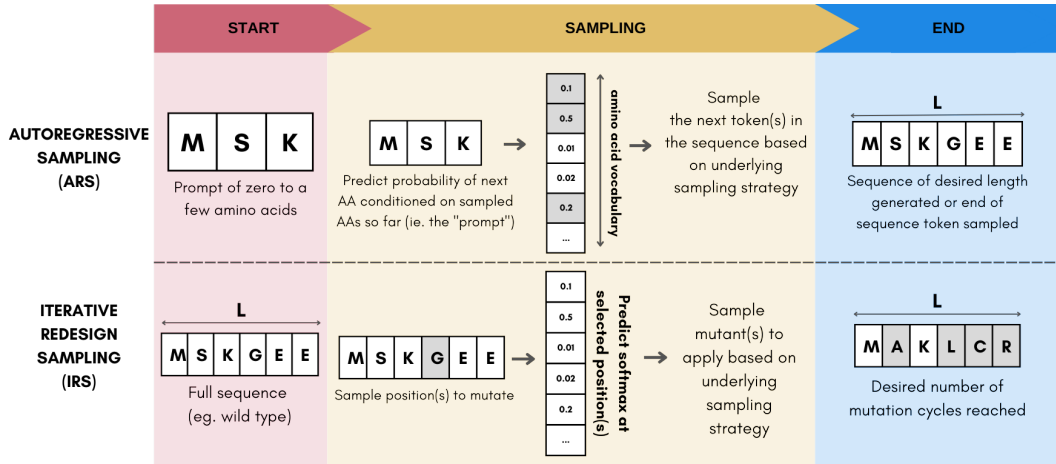 START
SAMPLING
END
AUTOREGRESSIVE
SAMPLING
(ARS)
M S K
Prompt of zero to a
few amino acids
M S K
Predict probability of next
AA conditioned on sampled
AAs so far (ie. the "prompt")
0.1
0.5
0.01
0.02
0.2
...
amino acid vocabulary
Sample
the next token(s) in
the sequence based
on underlying
sampling strategy
L
M S K G E E
Sequence of desired length
generated or end of
sequence token sampled
ITERATIVE
REDESIGN
SAMPLING
(IRS)
L
M S K G E E
Full sequence
(eg. wild type)
M S K G E E
Sample position(s) to mutate
0.1
0.5
0.01
0.02
0.2
...
Predict softmax at
selected position(s)
Sample
mutant(s) to
apply based on
underlying
sampling
strategy
L
M A K L C R
Desired number of
mutation cycles reached